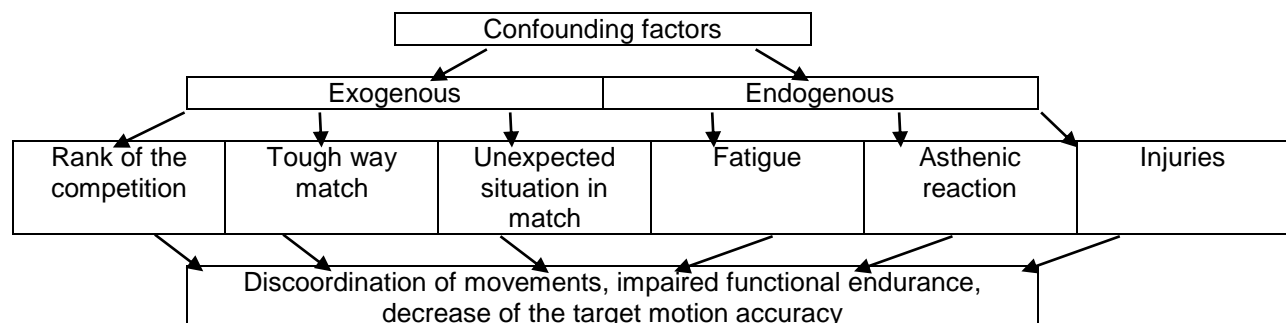 Confounding factors
Exogenous
Endogenous
Rank of the
competition
Tough way
match
Unexpected
situation in
match
Fatigue
Asthenic
reaction
Injuries
Discoordination of movements, impaired functional endurance,
decrease of the target motion accuracy